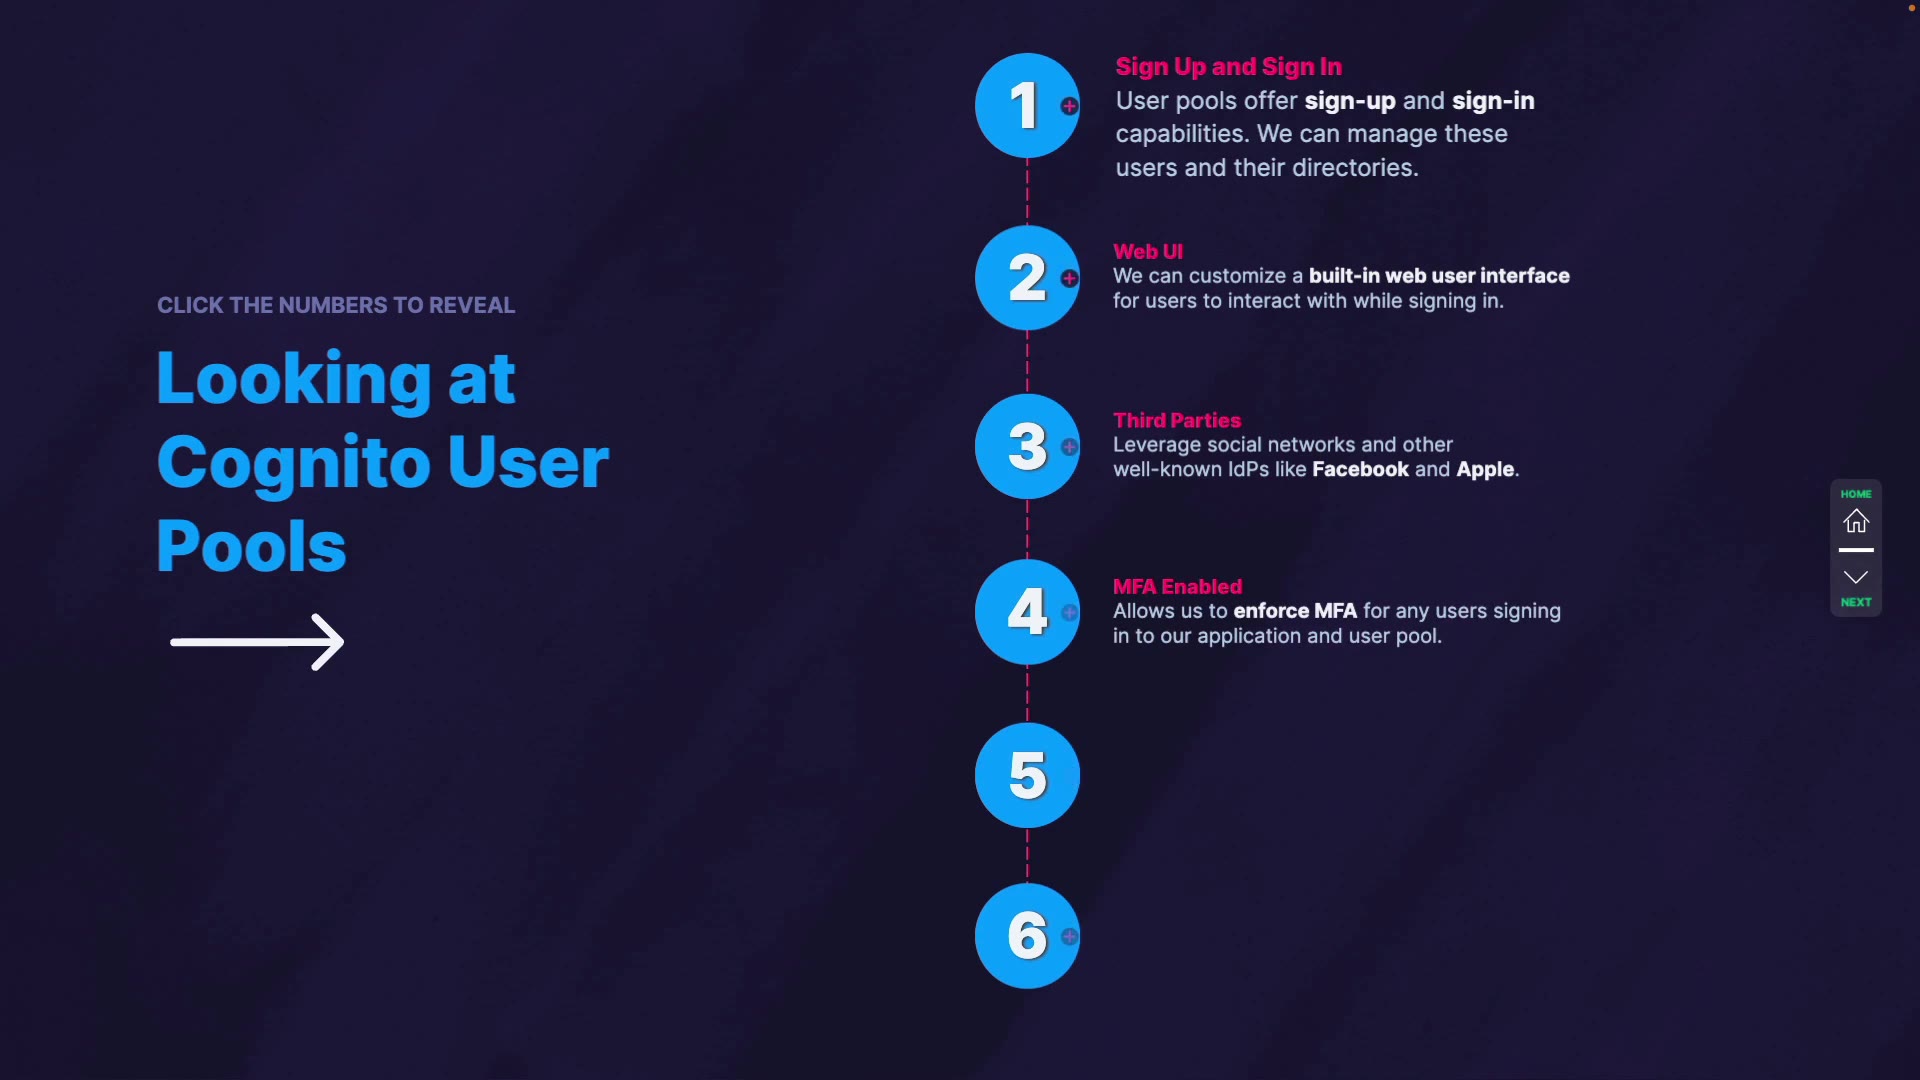 CLICK THE NUMBERS TO REVEAL
Looking at
Cognito User
Pools
1
Sign Up and Sign In
User pools offer sign-up and sign-in
capabilities. We can manage these
users and their directories.
2
Web UI
We can customize a built-in web user interface
for users to interact with while signing in.
3
Third Parties
Leverage social networks and other
well-known IdPs like Facebook and Apple.
4
MFA Enabled
Allows us to enforce MFA for any users signing
in to our application and user pool.
5
6
HOME
NEXT